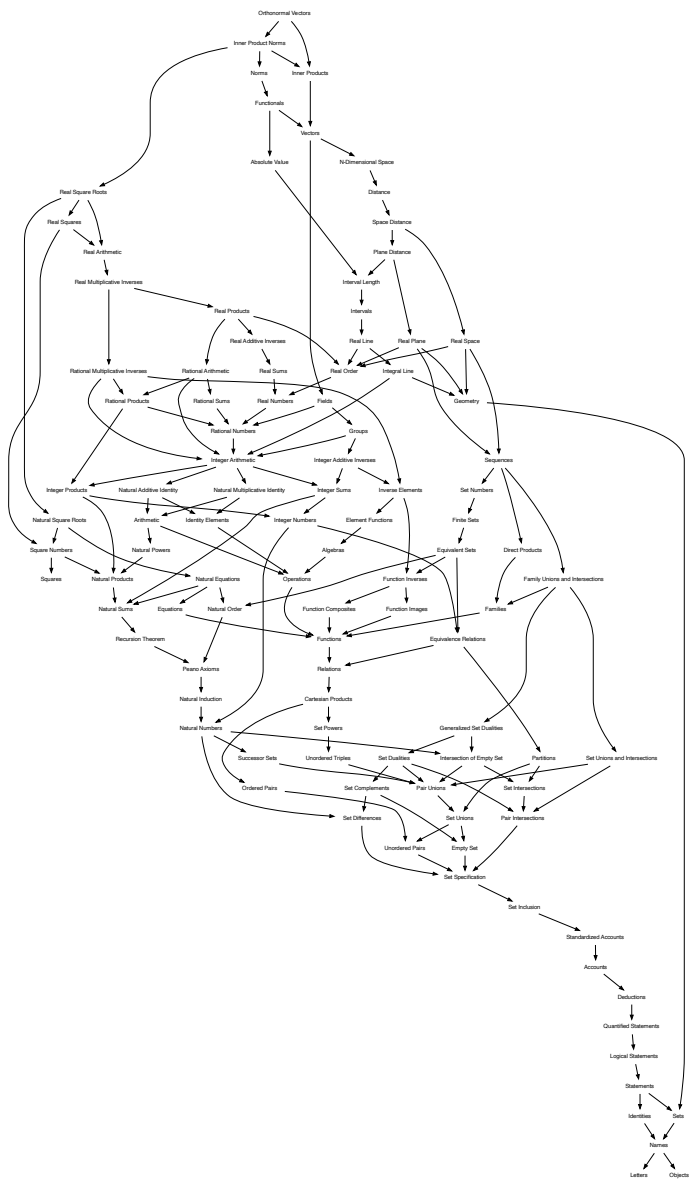 Orthonormal Vectors
Inner Product Norms
Norms
Inner Products
Functionals
Vectors
Absolute Value
N-Dimensional Space
Real Square Roots
Distance
Real Squares
Space Distance
Real Arithmetic
Plane Distance
Real Multiplicative Inverses
Interval Length
Real Products
Intervals
Real Additive Inverses
Real Line
Real Plane
Real Space
Rational Multiplicative Inverses
Rational Arithmetic
Real Sums
Real Order
Integral Line
Rational Products
Rational Sums
Real Numbers
Fields
Geometry
Rational Numbers
Groups
Integer Arithmetic
Integer Additive Inverses
Sequences
Integer Products
Natural Additive Identity
Natural Multiplicative Identity
Integer Sums
Inverse Elements
Set Numbers
Natural Square Roots
Arithmetic
Identity Elements
Integer Numbers
Element Functions
Finite Sets
Square Numbers
Natural Powers
Algebras
Equivalent Sets
Direct Products
Squares
Natural Products
Natural Equations
Operations
Function Inverses
Family Unions and Intersections
Natural Sums
Equations
Natural Order
Function Composites
Function Images
Families
Recursion Theorem
Functions
Equivalence Relations
Peano Axioms
Relations
Natural Induction
Cartesian Products
Natural Numbers
Set Powers
Generalized Set Dualities
Successor Sets
Unordered Triples
Set Dualities
Intersection of Empty Set
Partitions
Set Unions and Intersections
Ordered Pairs
Set Complements
Pair Unions
Set Intersections
Set Differences
Set Unions
Pair Intersections
Unordered Pairs
Empty Set
Set Specification
Set Inclusion
Standardized Accounts
Accounts
Deductions
Quantified Statements
Logical Statements
Statements
Identities
Sets
Names
Letters
Objects